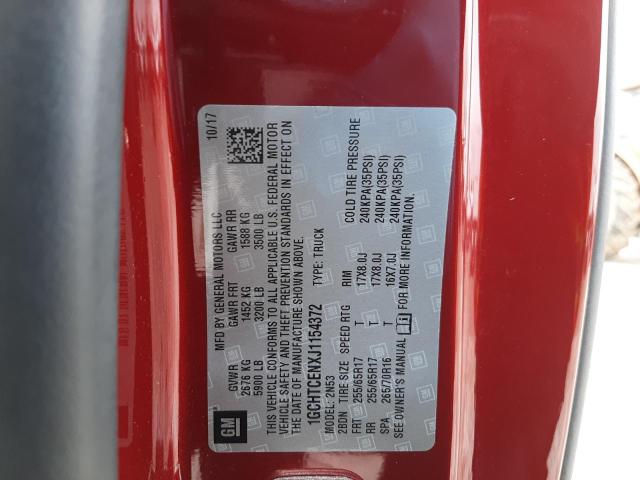 MFD BY GENERAL MOTORS LLC 10/17
GVWR GAWR FRT GAWR RR
2676 KG 1452 KG 1588 KG
5900 LB 3200 LB 3500 LB
THIS VEHICLE CONFORMS TO ALL APPLICABLE U.S. FEDERAL MOTOR
VEHICLE SAFETY AND THEFT PREVENTION STANDARDS IN EFFECT ON
THE DATE OF MANUFACTURE SHOWN ABOVE.
1GCHTCENXJ1154372 TYPE: TRUCK
MODEL: 2N53
2BDN TIRE SIZE SPEED RTG RIM COLD TIRE PRESSURE
FRT 255/65R17 T 17X8.0J 240KPA(35PSI)
RR 255/65R17 T 17X8.0J 240KPA(35PSI)
SPA 265/70R16 T 16X7.0J 240KPA(35PSI)
SEE OWNER'S MANUAL FOR MORE INFORMATION.
GM